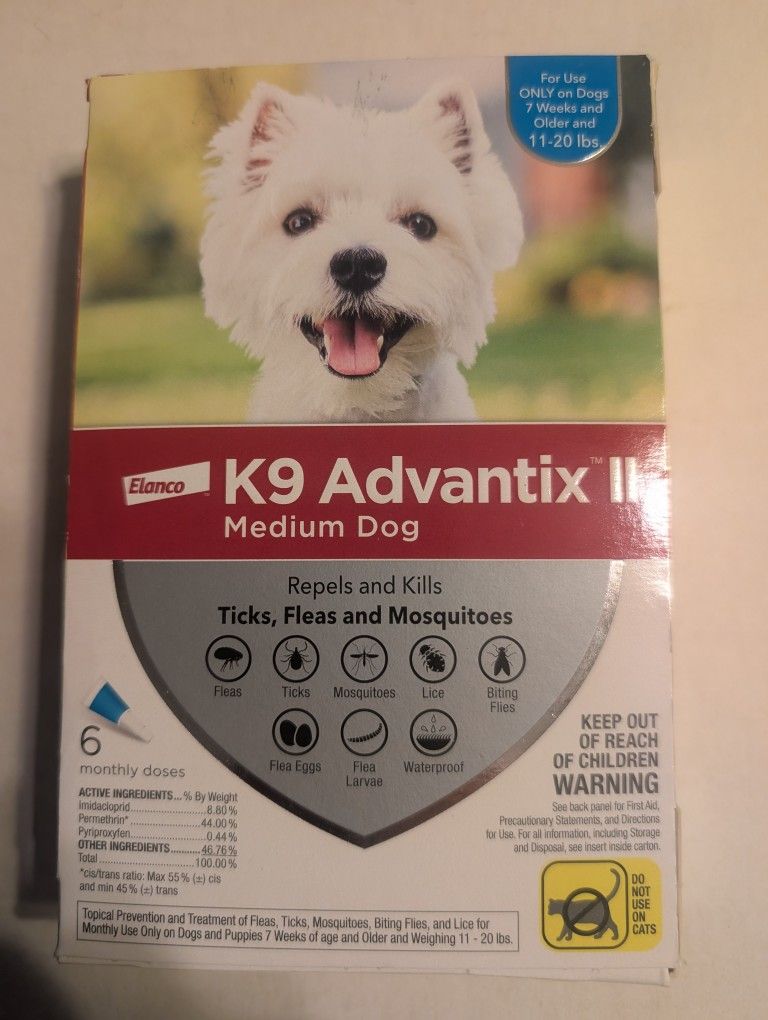 For Use
ONLY on Dogs
7 Weeks and
Older and
11-20 lbs.
Elanco™
K9 Advantix™ II
Medium Dog
Repels and Kills
Ticks, Fleas and Mosquitoes
Fleas
Ticks
Mosquitoes
Lice
Biting
Flies
Flea Eggs
Flea
Larvae
Waterproof
6
monthly doses
ACTIVE INGREDIENTS... % By Weight
Imidacloprid.......................8.80%
Permethrin*.......................44.00%
Pyriproxyfen.......................0.44%
OTHER INGREDIENTS..........46.76%
Total.............................100.00%
*cis/trans ratio: Max 55% (±) cis
and min 45% (±) trans
KEEP OUT
OF REACH
OF CHILDREN
WARNING
See back panel for First Aid,
Precautionary Statements, and Directions
for Use. For all information, including Storage
and Disposal, see insert inside carton.
DO
NOT
USE
ON
CATS
Topical Prevention and Treatment of Fleas, Ticks, Mosquitoes, Biting Flies, and Lice for
Monthly Use Only on Dogs and Puppies 7 Weeks of age and Older and Weighing 11 - 20 lbs.